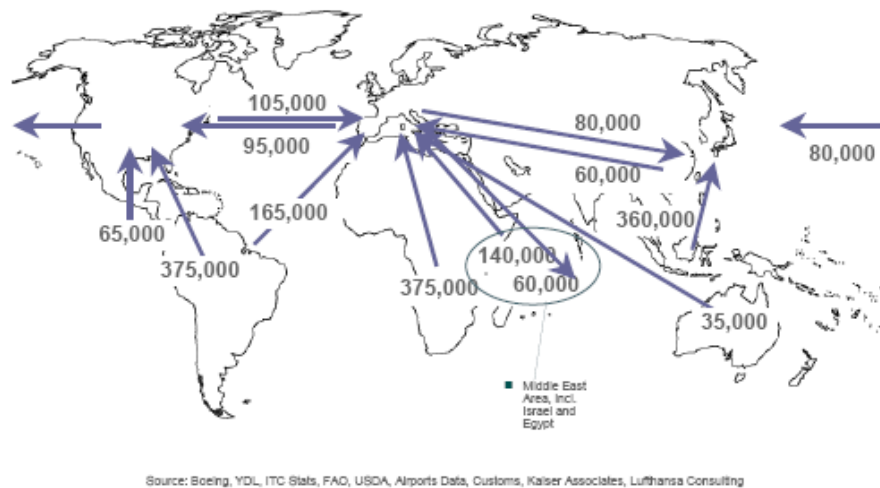 105,000
95,000
80,000
60,000
80,000
165,000
360,000
65,000
375,000
140,000
375,000
60,000
35,000
Middle East
Area, Incl.
Israel and
Egypt
Source: Boeing, YDL, ITC Stats, FAO, USDA, Airports Data, Customs, Kaiser Associates, Lufthansa Consulting